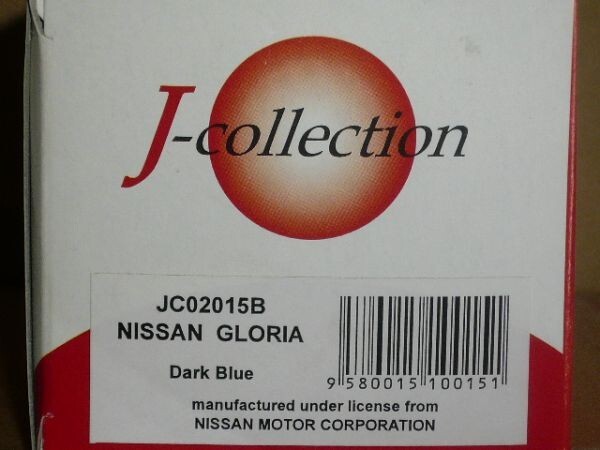 J-collection
JC02015B
NISSAN GLORIA
Dark Blue
9 580015 100151
manufactured under license from
NISSAN MOTOR CORPORATION